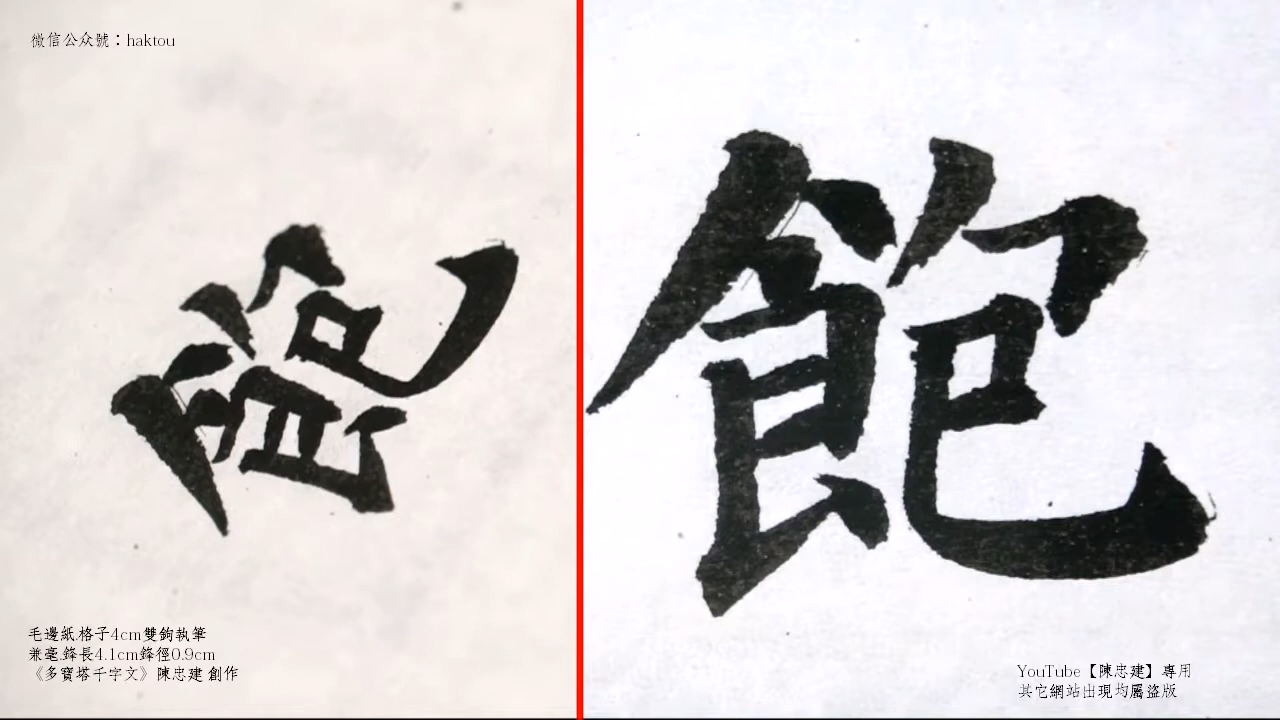 微信公众號：haktou
飽
飽
毛邊紙.格子4cm雙鉤執筆
兼毫.鋒長4.1cm鋒徑0.9cm
《多寶塔千字文》陳忠建創作
YouTube【陳忠建】專用
其它網站出現均屬盜版